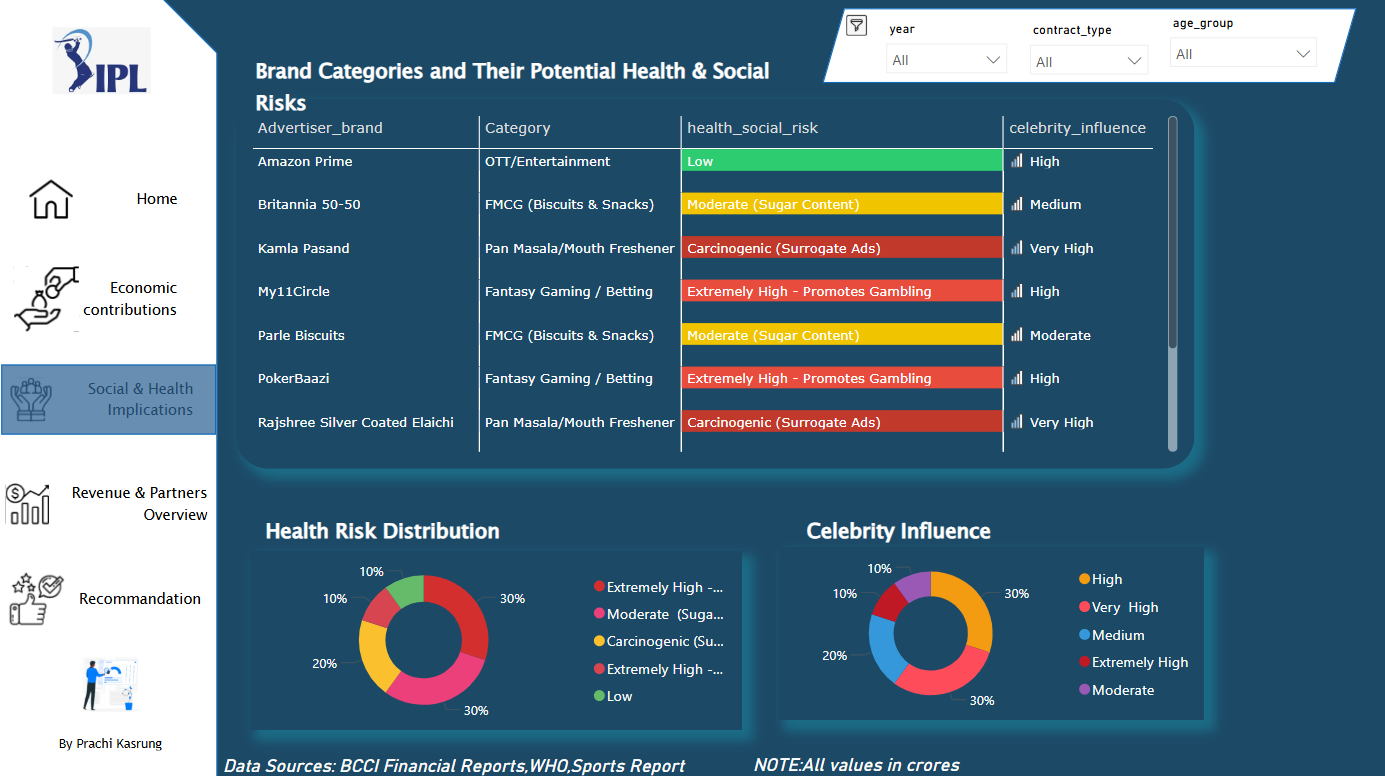 IPL
Home
Economic
contributions
Social & Health
Implications
Revenue & Partners
Overview
Recommandation
By Prachi Kasrung
year
All
contract_type
All
age_group
All
Brand Categories and Their Potential Health & Social
Risks
Advertiser_brand Category health_social_risk celebrity_influence
Amazon Prime OTT/Entertainment Low High
Britannia 50-50 FMCG (Biscuits & Snacks) Moderate (Sugar Content) Medium
Kamla Pasand Pan Masala/Mouth Freshener Carcinogenic (Surrogate Ads) Very High
My11Circle Fantasy Gaming / Betting Extremely High - Promotes Gambling High
Parle Biscuits FMCG (Biscuits & Snacks) Moderate (Sugar Content) Moderate
PokerBaazi Fantasy Gaming / Betting Extremely High - Promotes Gambling High
Rajshree Silver Coated Elaichi Pan Masala/Mouth Freshener Carcinogenic (Surrogate Ads) Very High
Health Risk Distribution
10%
10%
30%
20%
30%
Extremely High -...
Moderate (Suga...
Carcinogenic (Su...
Extremely High -...
Low
Celebrity Influence
10%
10%
30%
20%
30%
High
Very High
Medium
Extremely High
Moderate
Data Sources: BCCI Financial Reports,WHO,Sports Report
NOTE:All values in crores